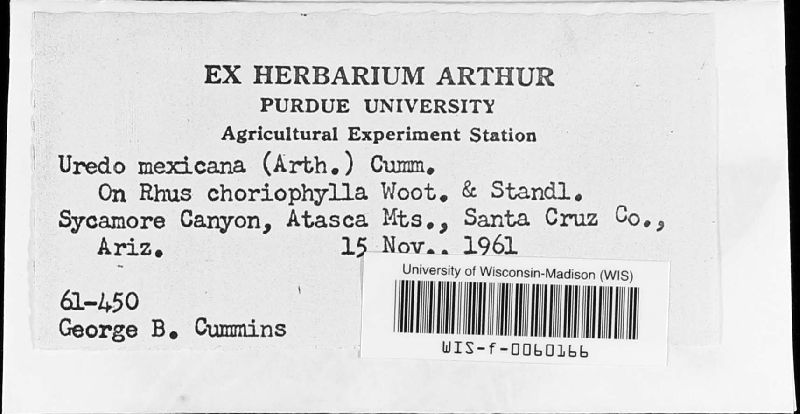 EX HERBARIUM ARTHUR
PURDUE UNIVERSITY
Agricultural Experiment Station
Uredo mexicana (Arth.) Cumm.
On Rhus choriophylla Woot. & Standl.
Sycamore Canyon, Atasca Mts., Santa Cruz Co.,
Ariz. 15 Nov., 1961
61-450
George B. Cummins
University of Wisconsin-Madison (WIS)
WIS-f-0060166